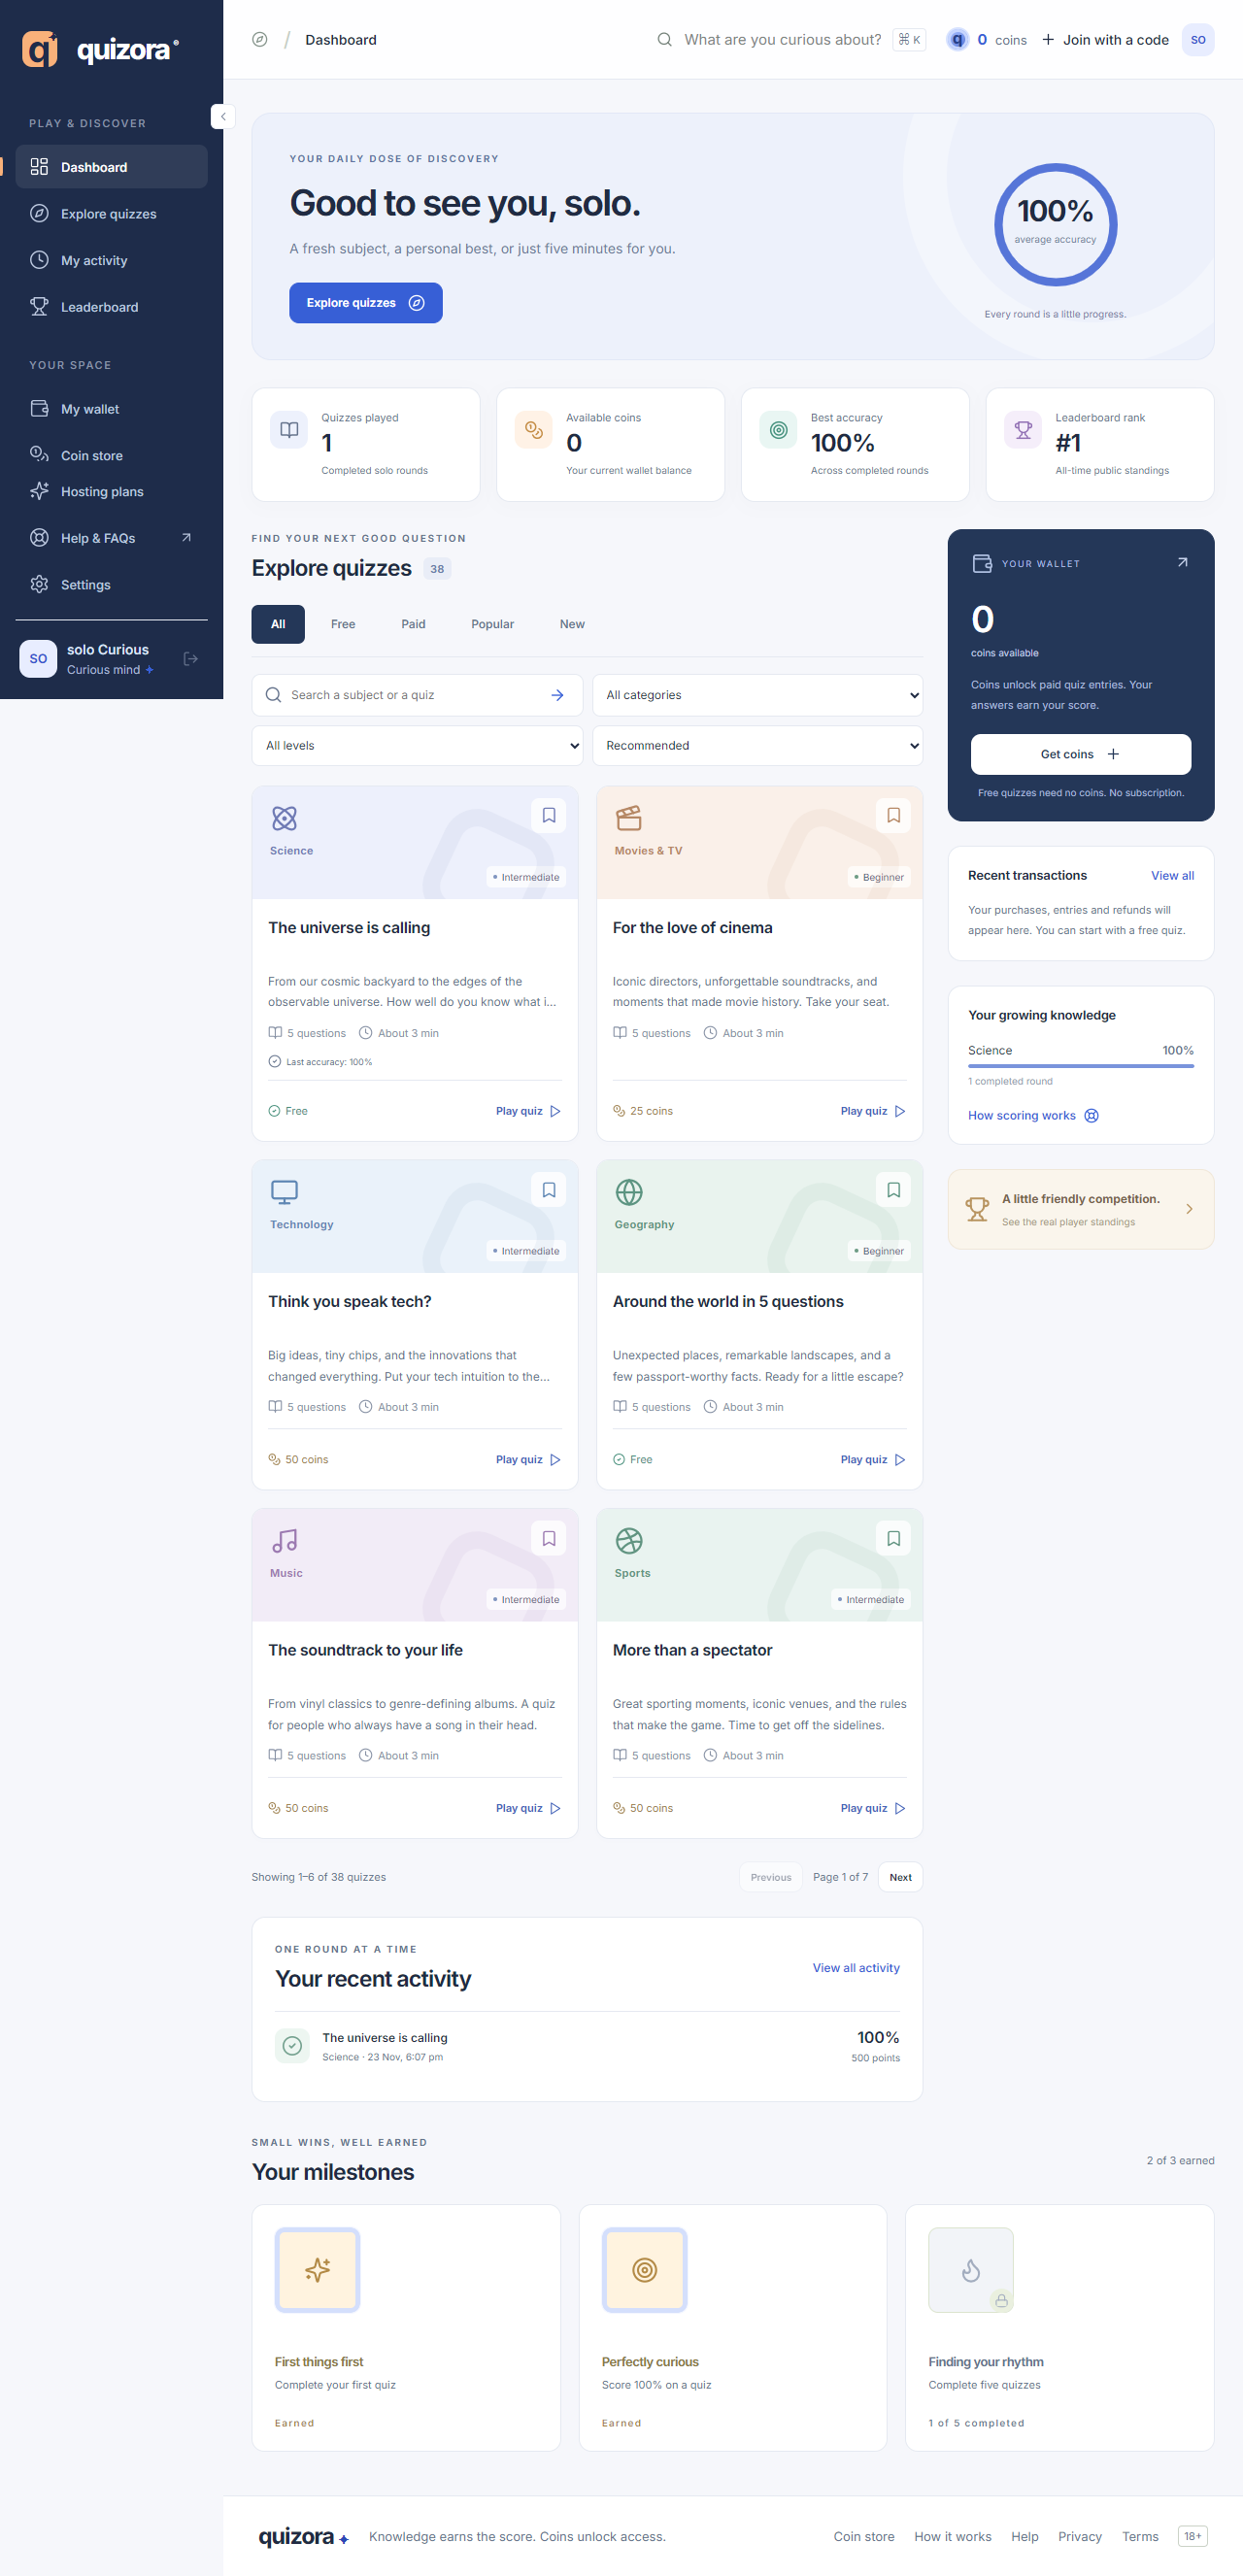 quizora®
PLAY & DISCOVER
Dashboard
Explore quizzes
My activity
Leaderboard
YOUR SPACE
My wallet
Coin store
Hosting plans
Help & FAQs
Settings
SO
solo Curious
Curious mind
/ Dashboard
What are you curious about? ⌘ K
0 coins
+ Join with a code
SO
YOUR DAILY DOSE OF DISCOVERY
Good to see you, solo.
A fresh subject, a personal best, or just five minutes for you.
Explore quizzes
100%
average accuracy
Every round is a little progress.
Quizzes played
1
Completed solo rounds
Available coins
0
Your current wallet balance
Best accuracy
100%
Across completed rounds
Leaderboard rank
#1
All-time public standings
FIND YOUR NEXT GOOD QUESTION
Explore quizzes 38
All Free Paid Popular New
Search a subject or a quiz
All categories
All levels
Recommended
Science
Intermediate
The universe is calling
From our cosmic backyard to the edges of the
observable universe. How well do you know what i...
5 questions About 3 min
Last accuracy: 100%
Free Play quiz
Movies & TV
Beginner
For the love of cinema
Iconic directors, unforgettable soundtracks, and
moments that made movie history. Take your seat.
5 questions About 3 min
25 coins Play quiz
Technology
Intermediate
Think you speak tech?
Big ideas, tiny chips, and the innovations that
changed everything. Put your tech intuition to the...
5 questions About 3 min
50 coins Play quiz
Geography
Beginner
Around the world in 5 questions
Unexpected places, remarkable landscapes, and a
few passport-worthy facts. Ready for a little escape?
5 questions About 3 min
Free Play quiz
Music
Intermediate
The soundtrack to your life
From vinyl classics to genre-defining albums. A quiz
for people who always have a song in their head.
5 questions About 3 min
50 coins Play quiz
Sports
Intermediate
More than a spectator
Great sporting moments, iconic venues, and the rules
that make the game. Time to get off the sidelines.
5 questions About 3 min
50 coins Play quiz
Showing 1–6 of 38 quizzes
Previous Page 1 of 7 Next
YOUR WALLET
0
coins available
Coins unlock paid quiz entries. Your
answers earn your score.
Get coins +
Free quizzes need no coins. No subscription.
Recent transactions View all
Your purchases, entries and refunds will
appear here. You can start with a free quiz.
Your growing knowledge
Science 100%
1 completed round
How scoring works
A little friendly competition.
See the real player standings
ONE ROUND AT A TIME
Your recent activity
View all activity
The universe is calling
Science · 23 Nov, 6:07 pm
100%
500 points
SMALL WINS, WELL EARNED
Your milestones
2 of 3 earned
First things first
Complete your first quiz
Earned
Perfectly curious
Score 100% on a quiz
Earned
Finding your rhythm
Complete five quizzes
1 of 5 completed
quizora
Knowledge earns the score. Coins unlock access.
Coin store How it works Help Privacy Terms 18+